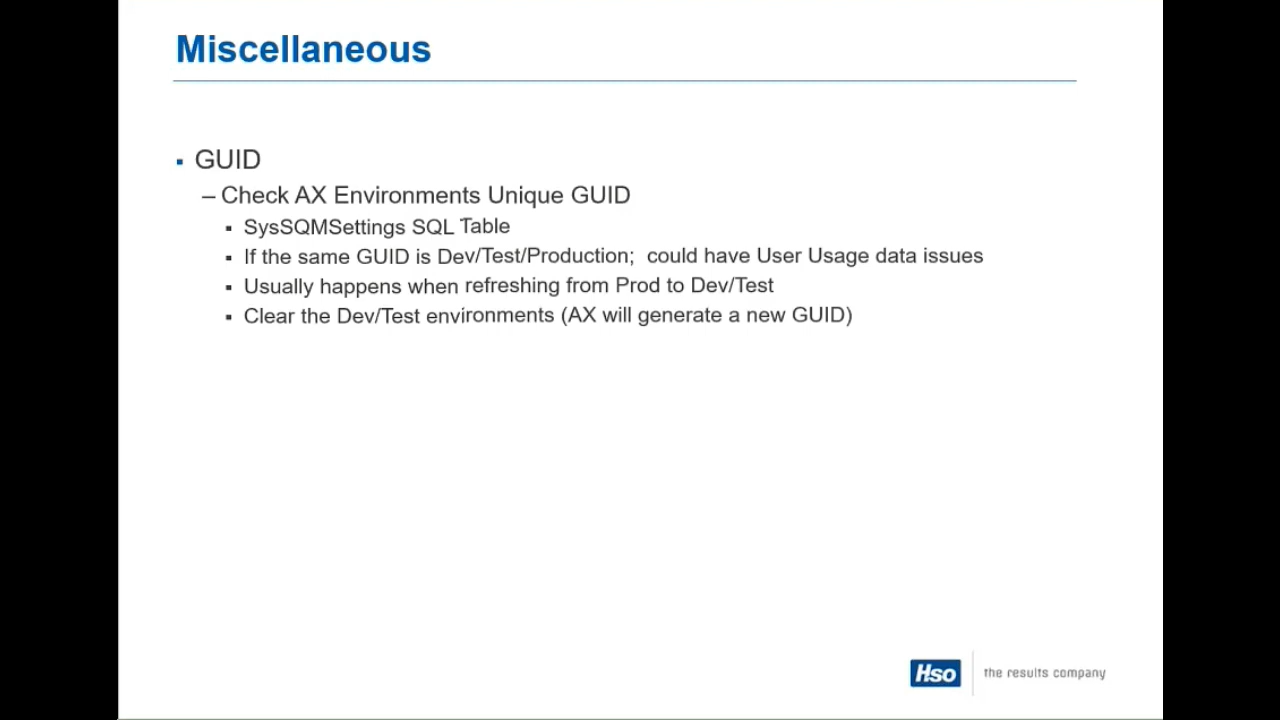 Miscellaneous
▪ GUID
– Check AX Environments Unique GUID
▪ SysSQMSettings SQL Table
▪ If the same GUID is Dev/Test/Production; could have User Usage data issues
▪ Usually happens when refreshing from Prod to Dev/Test
▪ Clear the Dev/Test environments (AX will generate a new GUID)
Hso the results company